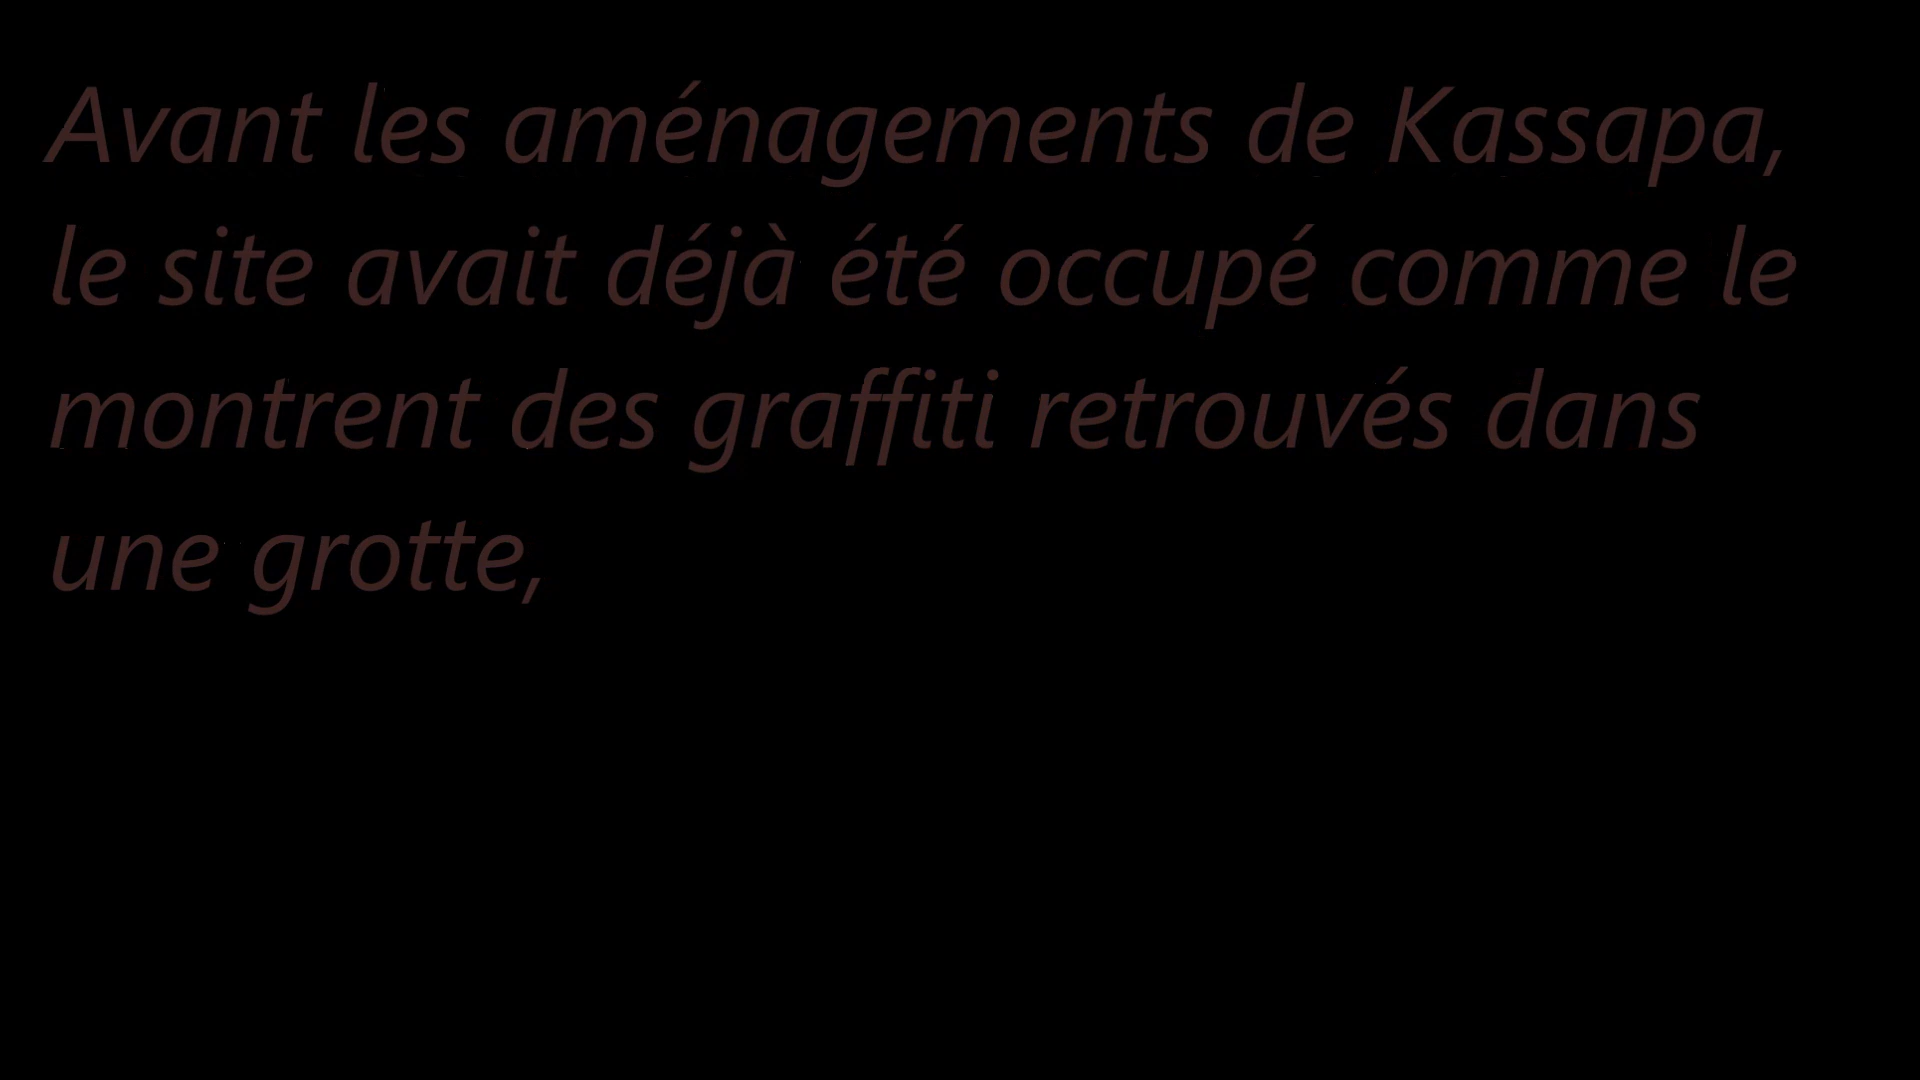 Avant les aménagements de Kassapa,
le site avait déjà été occupé comme le
montrent des graffiti retrouvés dans
une grotte,